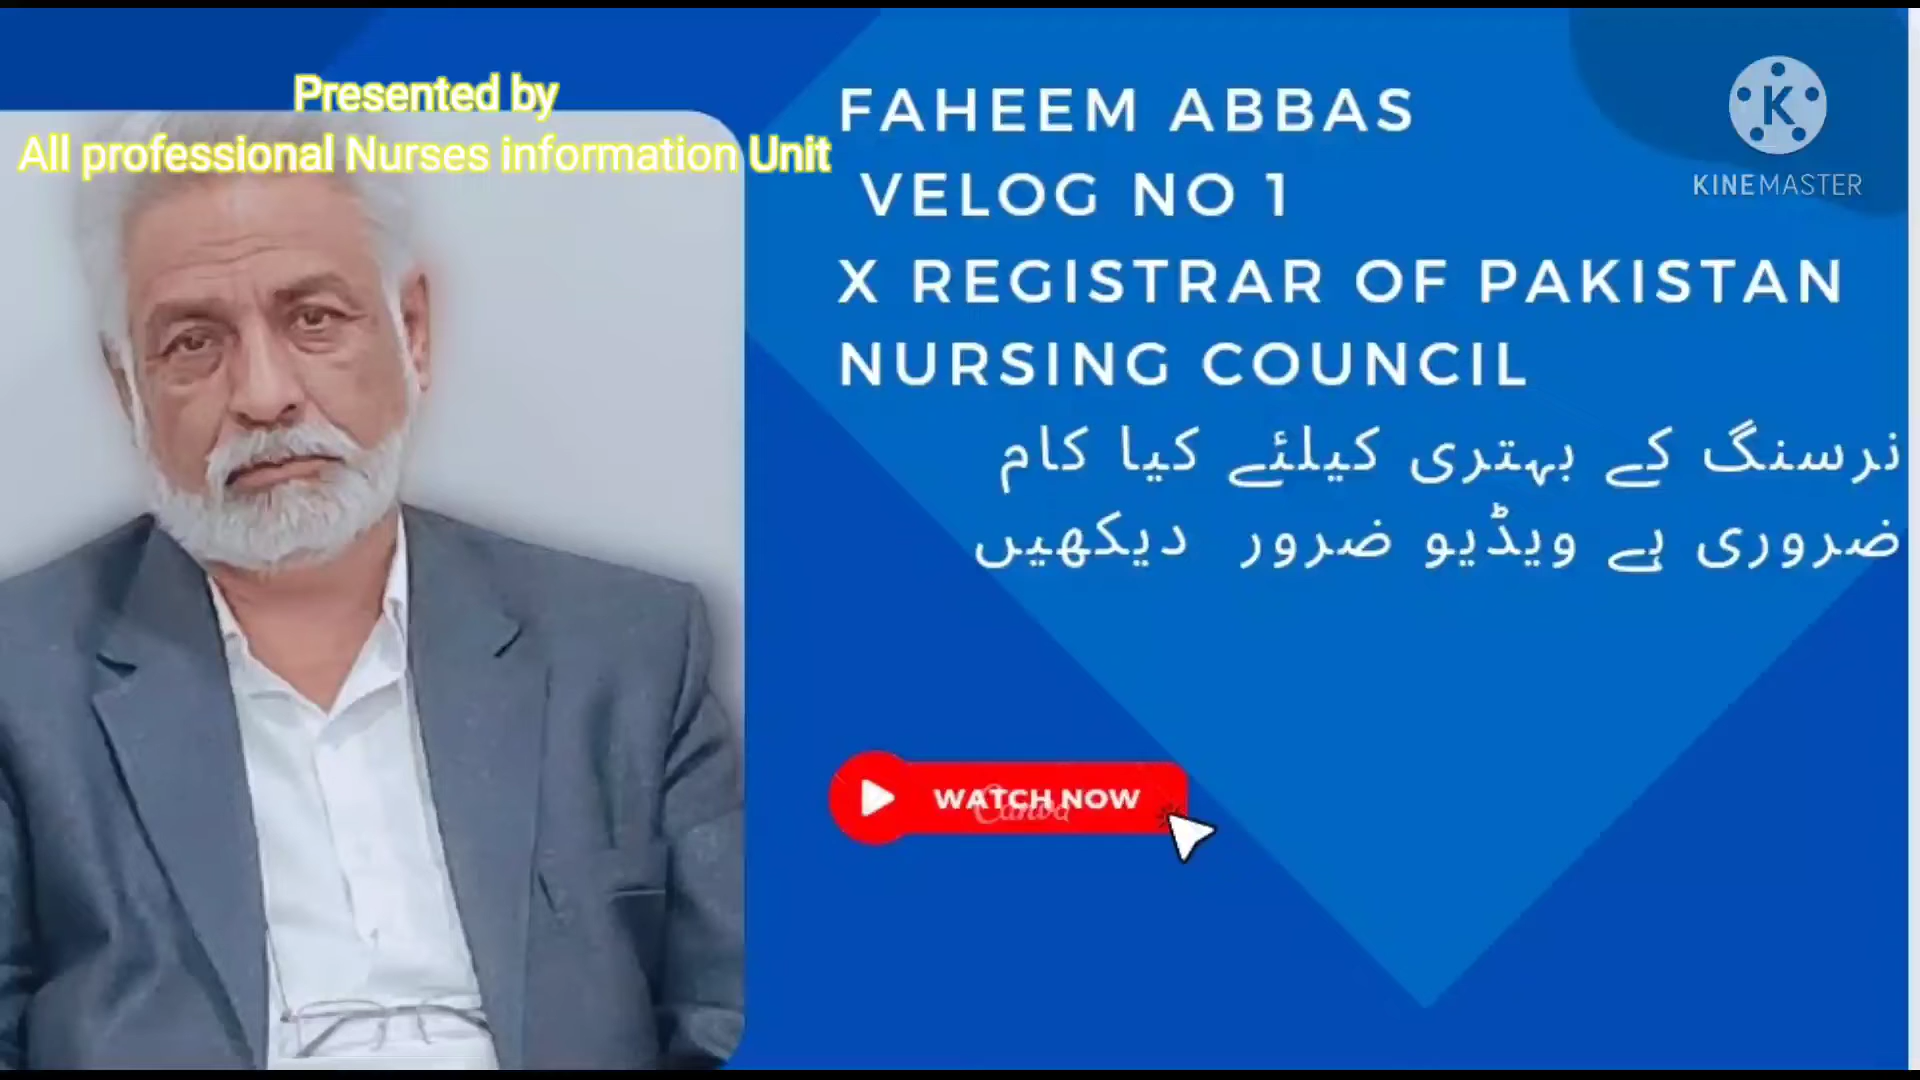 Presented by
All professional Nurses information Unit
FAHEEM ABBAS
VELOG NO 1
X REGISTRAR OF PAKISTAN
NURSING COUNCIL
نرسنگ کے بہتری کیلئے کیا کام
ضروری ہے ویڈیو ضرور دیکھیں
WATCH NOW
Canva
K
KINEMASTER